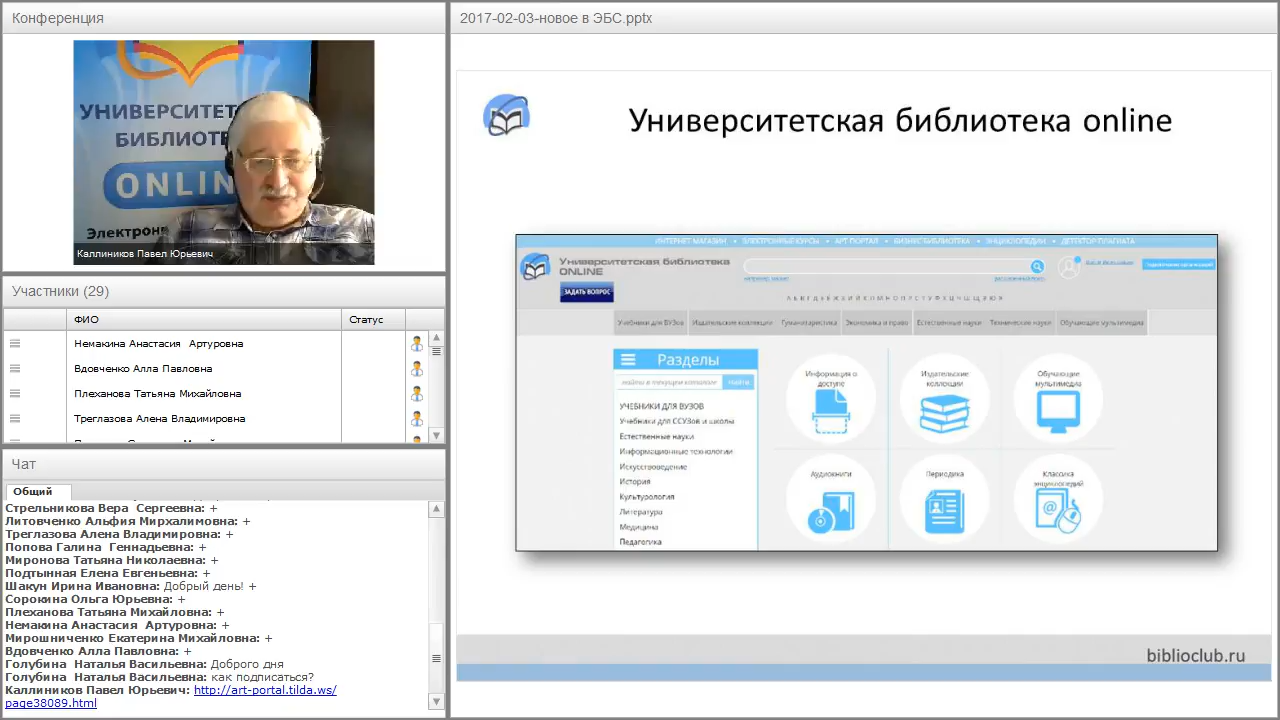 Конференция
УНИВЕРСИТЕТ
БИБЛИОТЕ
ONLIN
Электрон
Каллиников Павел Юрьевич
Участники (29)
ФИО
Статус
Немакина Анастасия Артуровна
Вдовченко Алла Павловна
Плеханова Татьяна Михайловна
Треглазова Алена Владимировна
Чат
Общий
Стрельникова Вера Сергеевна: +
Литовченко Альфия Мирхалимовна: +
Треглазова Алена Владимировна: +
Попова Галина Геннадьевна: +
Миронова Татьяна Николаевна: +
Подтынная Елена Евгеньевна: +
Шакун Ирина Ивановна: Добрый день! +
Сорокина Ольга Юрьевна: +
Плеханова Татьяна Михайловна: +
Немакина Анастасия Артуровна: +
Мирошниченко Екатерина Михайловна: +
Вдовченко Алла Павловна: +
Голубина Наталья Васильевна: Доброго дня
Голубина Наталья Васильевна: как подписаться?
Каллиников Павел Юрьевич: http://art-portal.tilda.ws/
page38089.html
2017-02-03-новое в ЭБС.pptx
Университетская библиотека online
ИНТЕРНЕТ МАГАЗИН • ЭЛЕКТРОННЫЕ КУРСЫ • АРТ ПОРТАЛ • БИЗНЕС-БИБЛИОТЕКА • ЭНЦИКЛОПЕДИИ • ДЕТЕКТОР ПЛАГИАТА
Университетская библиотека
ONLINE
ЗАДАТЬ ВОПРОС
Учебники для ВУЗов
Издательские коллекции
Гуманитаристика
Экономика и право
Естественные науки
Технические науки
Обучающие мультимедиа
Разделы
найти в текущем каталоге
найти
УЧЕБНИКИ ДЛЯ ВУЗОВ
Учебники для ССУЗов и школы
Естественные науки
Информационные технологии
Искусствоведение
История
Культурология
Литература
Медицина
Педагогика
Информация о
доступе
Издательские
коллекции
Обучающие
мультимедиа
Аудиокниги
Периодика
Классика
энциклопедий
biblioclub.ru